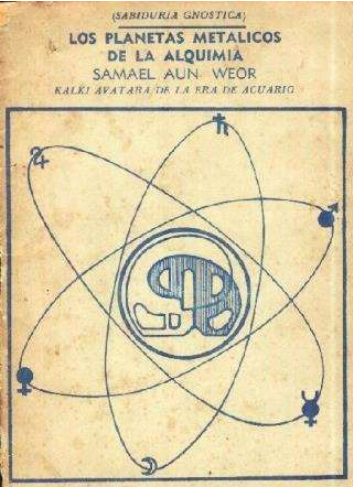 (SABIDURIA GNOSTICA)
LOS PLANETAS METALICOS
DE LA ALQUIMIA
SAMAEL AUN WEOR
KALKI AVATARA DE LA ERA DE ACUARIO